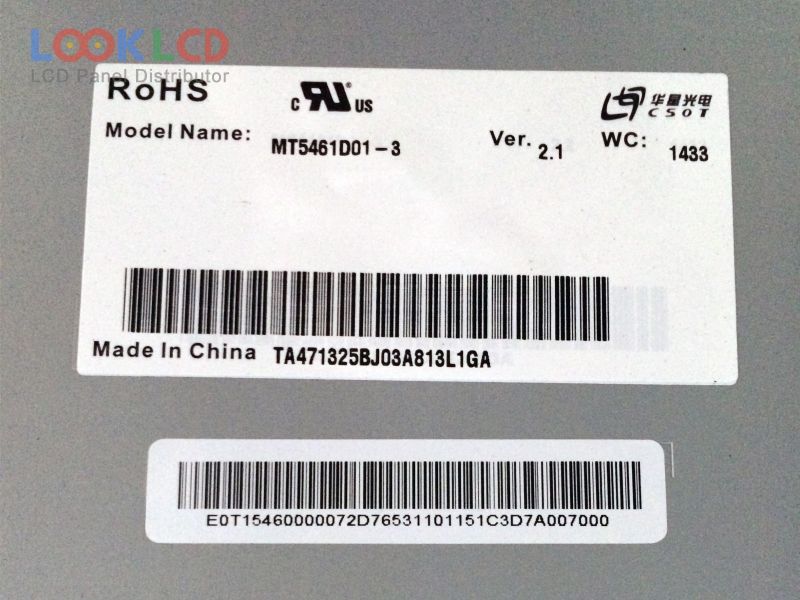 LOOKLCD
LCD Panel Distributor
RoHS
c RU US
华星光电
CSOT
Model Name: MT5461D01-3 Ver. 2.1 WC: 1433
Made In China TA471325BJ03A813L1GA
E0T15460000072D76531101151C3D7A007000